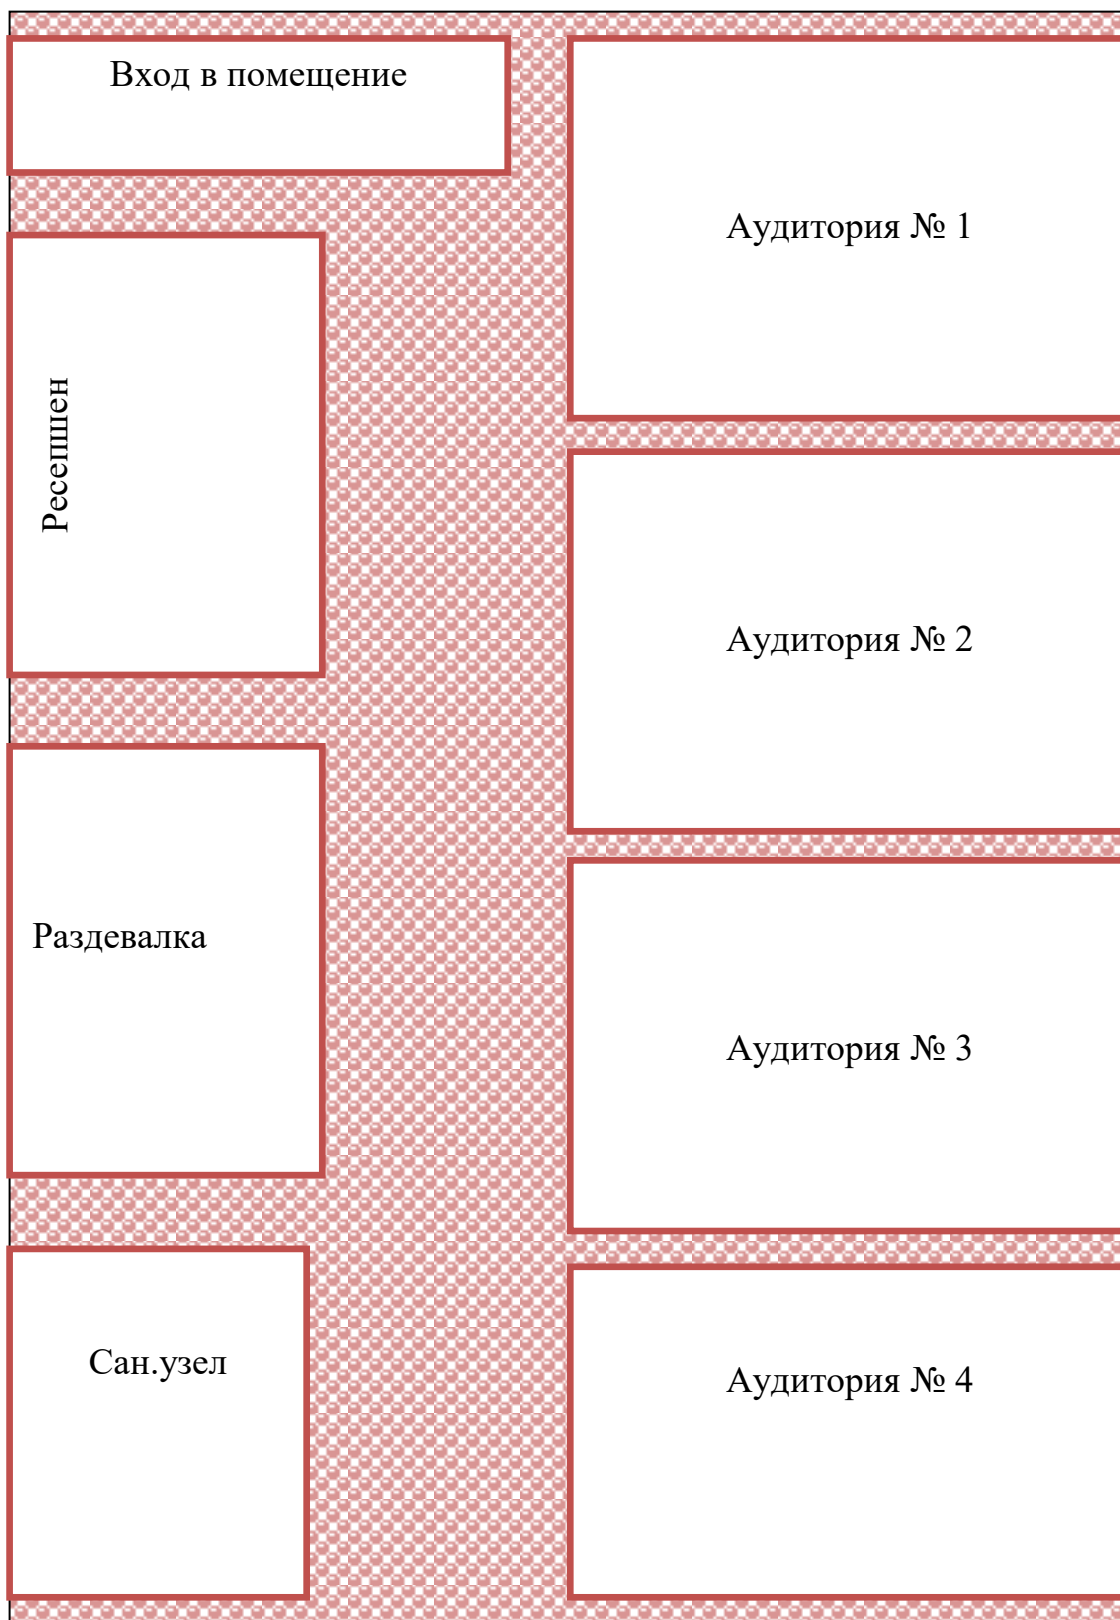 Вход в помещение
Аудитория № 1
Ресепшен
Аудитория № 2
Раздевалка
Аудитория № 3
Сан.узел
Аудитория № 4